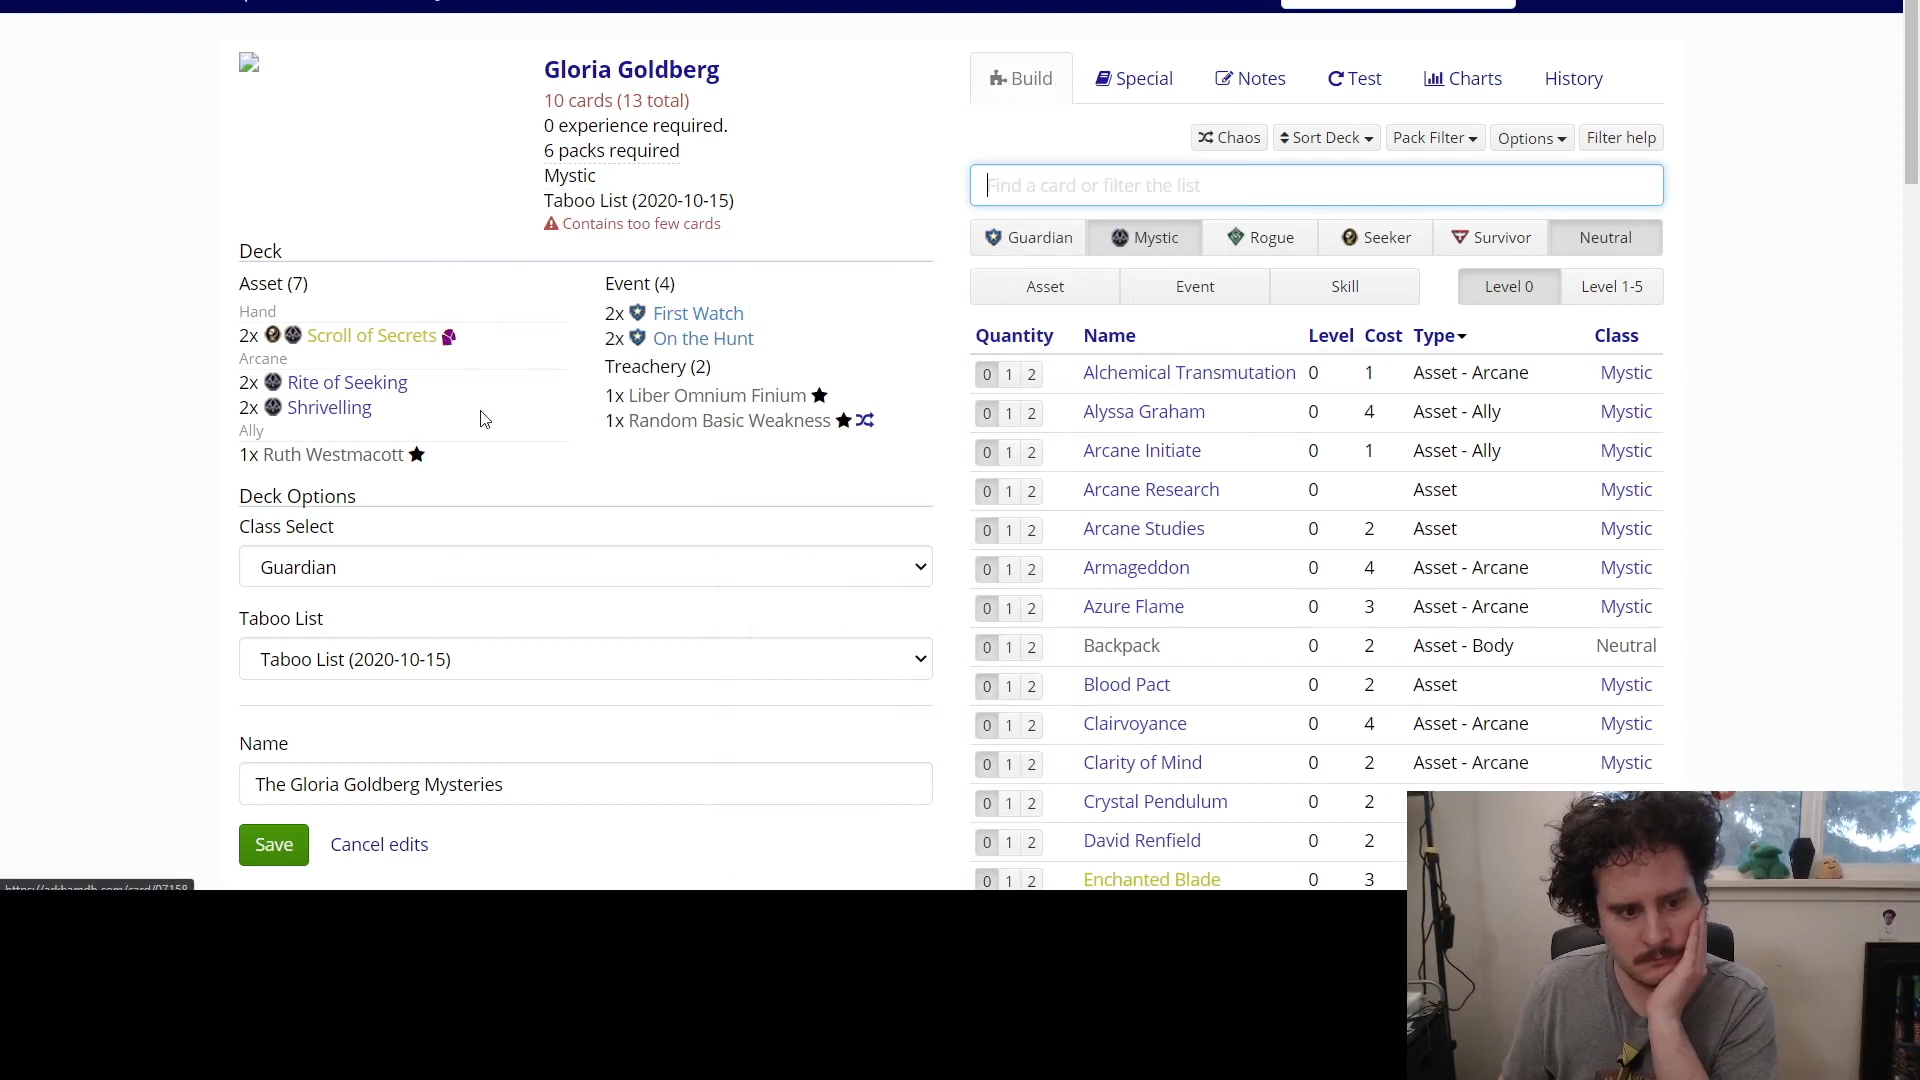 Gloria Goldberg
10 cards (13 total)
0 experience required.
6 packs required
Mystic
Taboo List (2020-10-15)
Contains too few cards
Deck
Asset (7)
Hand
2x Scroll of Secrets
Arcane
2x Rite of Seeking
2x Shrivelling
Ally
1x Ruth Westmacott
Event (4)
2x First Watch
2x On the Hunt
Treachery (2)
1x Liber Omnium Finium
1x Random Basic Weakness
Deck Options
Class Select
Guardian
Taboo List
Taboo List (2020-10-15)
Name
The Gloria Goldberg Mysteries
Save Cancel edits
Build Special Notes Test Charts History
Chaos Sort Deck Pack Filter Options Filter help
Find a card or filter the list
Guardian Mystic Rogue Seeker Survivor Neutral
Asset Event Skill Level 0 Level 1-5
Quantity Name Level Cost Type Class
0 1 2 Alchemical Transmutation 0 1 Asset - Arcane Mystic
0 1 2 Alyssa Graham 0 4 Asset - Ally Mystic
0 1 2 Arcane Initiate 0 1 Asset - Ally Mystic
0 1 2 Arcane Research 0 Asset Mystic
0 1 2 Arcane Studies 0 2 Asset Mystic
0 1 2 Armageddon 0 4 Asset - Arcane Mystic
0 1 2 Azure Flame 0 3 Asset - Arcane Mystic
0 1 2 Backpack 0 2 Asset - Body Neutral
0 1 2 Blood Pact 0 2 Asset Mystic
0 1 2 Clairvoyance 0 4 Asset - Arcane Mystic
0 1 2 Clarity of Mind 0 2 Asset - Arcane Mystic
0 1 2 Crystal Pendulum 0 2
0 1 2 David Renfield 0 2
0 1 2 Enchanted Blade 0 3
https://arkhamdb.com/card/07158